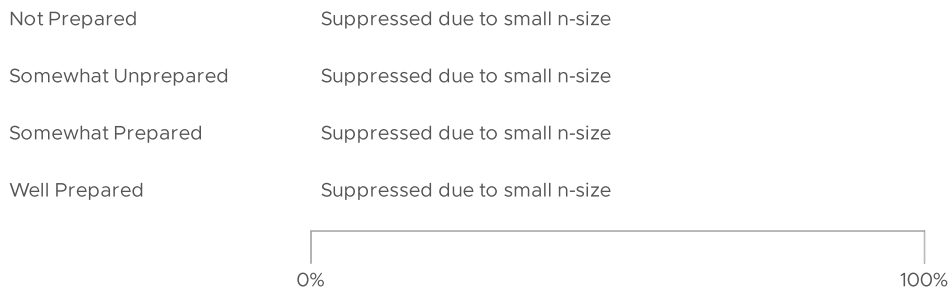 Not Prepared Suppressed due to small n-size
Somewhat Unprepared Suppressed due to small n-size
Somewhat Prepared Suppressed due to small n-size
Well Prepared Suppressed due to small n-size
0% 100%